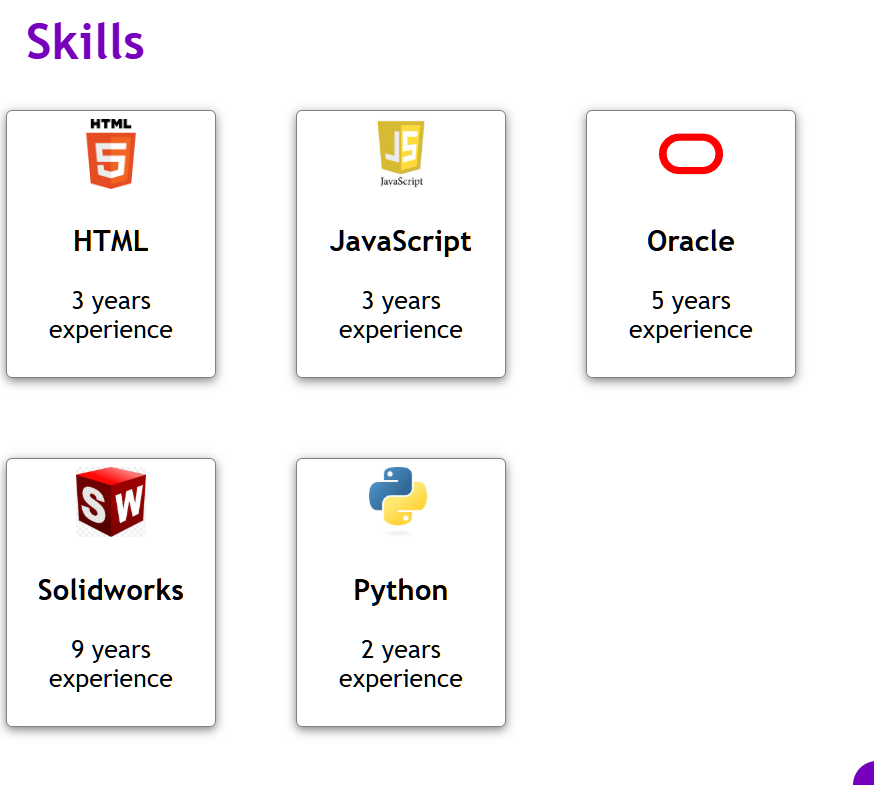 Skills
HTML
5
HTML
3 years
experience
JS
JavaScript
JavaScript
3 years
experience
Oracle
5 years
experience
SW
Solidworks
9 years
experience
Python
2 years
experience